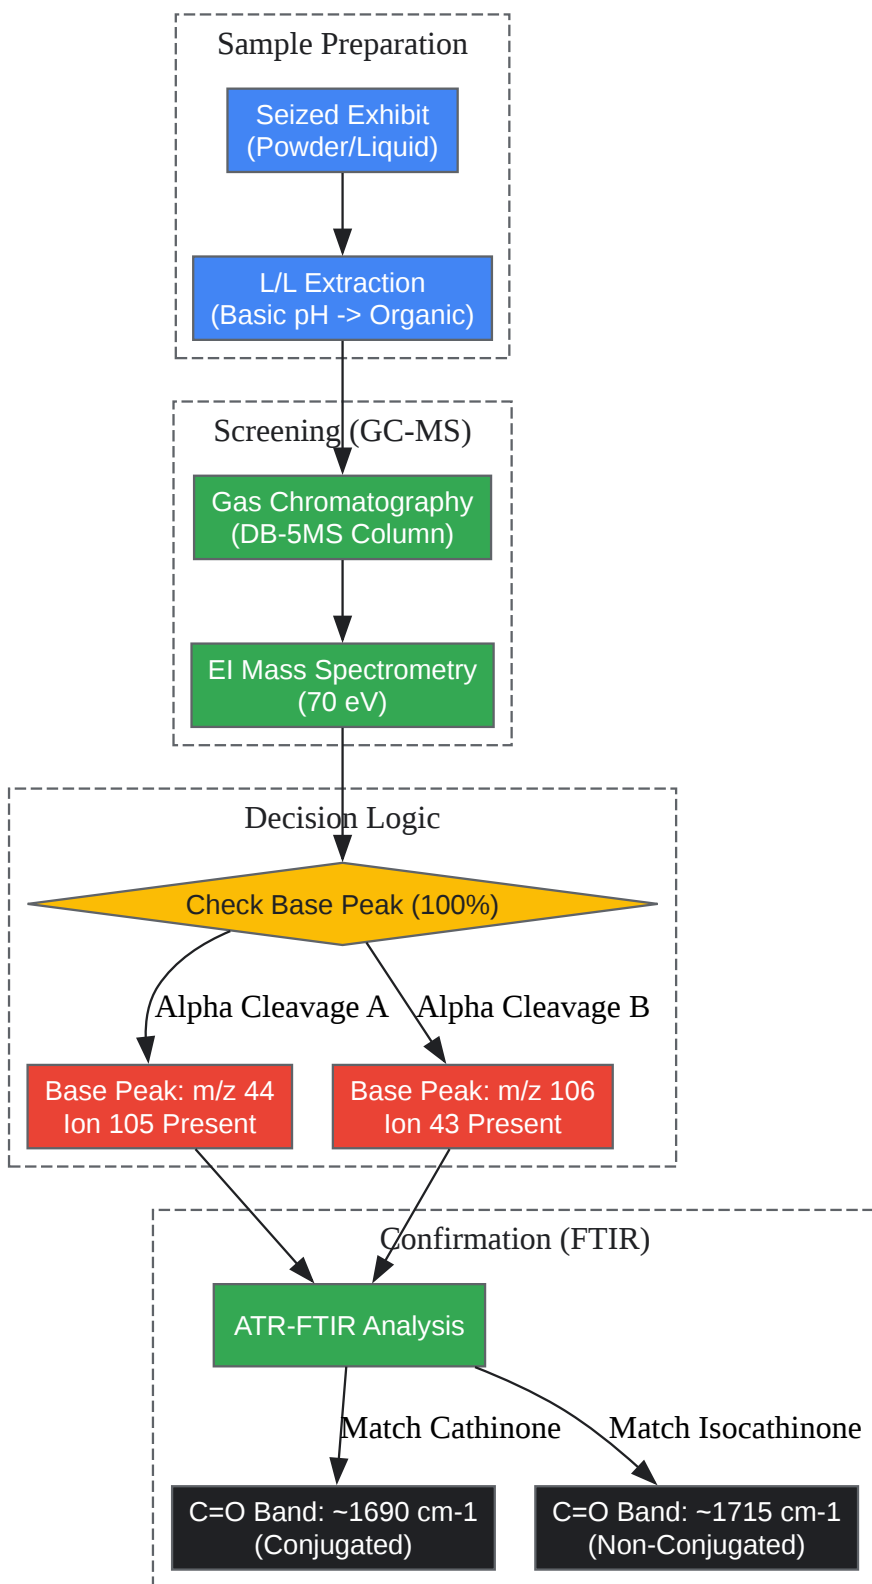 Sample Preparation
Seized Exhibit
(Powder/Liquid)
L/L Extraction
(Basic pH -> Organic)
Screening (GC-MS)
Gas Chromatography
(DB-5MS Column)
EI Mass Spectrometry
(70 eV)
Decision Logic
Check Base Peak (100%)
Alpha Cleavage A
Alpha Cleavage B
Base Peak: m/z 44
Ion 105 Present
Base Peak: m/z 106
Ion 43 Present
Confirmation (FTIR)
ATR-FTIR Analysis
Match Cathinone
Match Isocathinone
C=O Band: ~1690 cm-1
(Conjugated)
C=O Band: ~1715 cm-1
(Non-Conjugated)